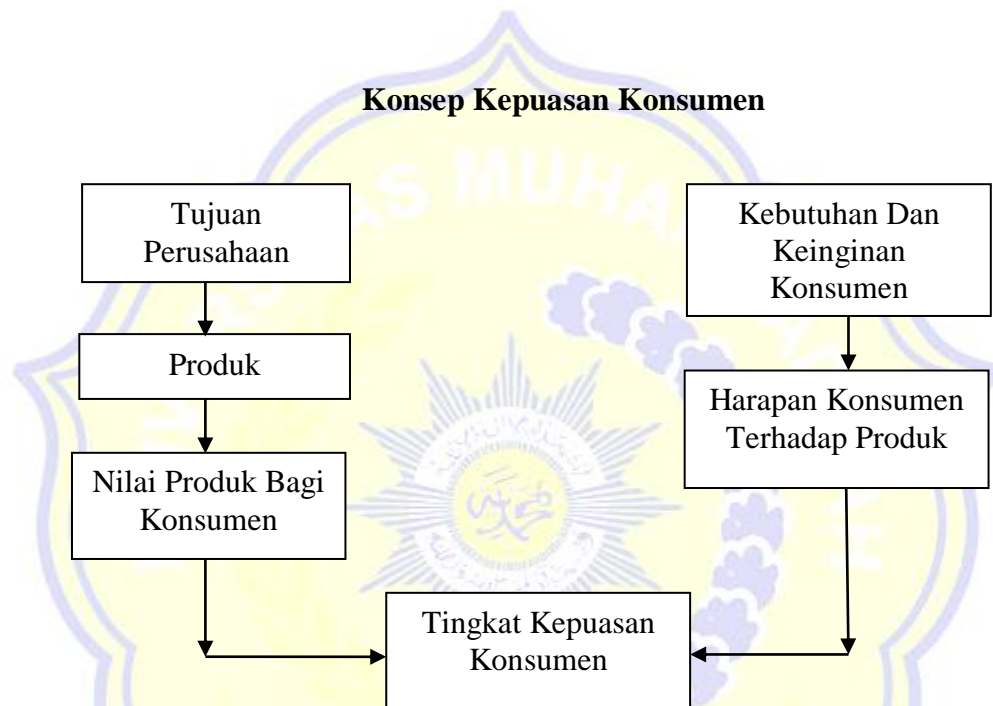 Konsep Kepuasan Konsumen
Tujuan
Perusahaan
Kebutuhan Dan
Keinginan
Konsumen
Produk
Harapan Konsumen
Terhadap Produk
Nilai Produk Bagi
Konsumen
Tingkat Kepuasan
Konsumen